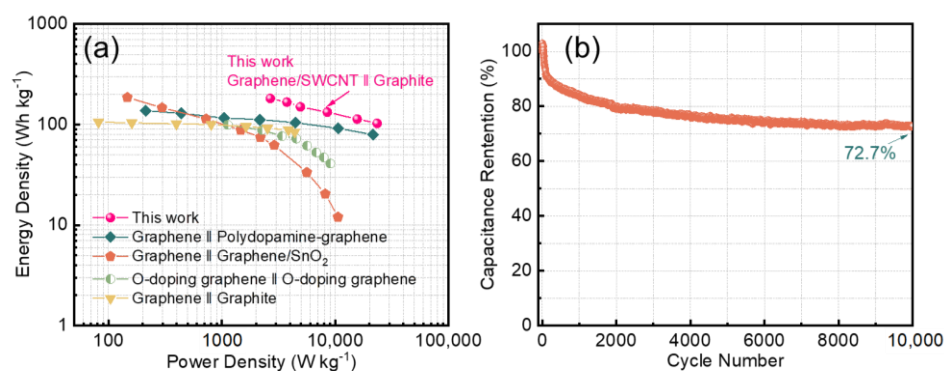 (a)
1000
100
10
1
Energy Density (Wh kg⁻¹)
This work
Graphene/SWCNT ‖ Graphite
This work
Graphene ‖ Polydopamine-graphene
Graphene ‖ Graphene/SnO₂
O-doping graphene ‖ O-doping graphene
Graphene ‖ Graphite
100 1000 10,000 100,000
Power Density (W kg⁻¹)
(b)
100
80
60
40
20
0
Capacitance Rentention (%)
72.7%
0 2000 4000 6000 8000 10,000
Cycle Number